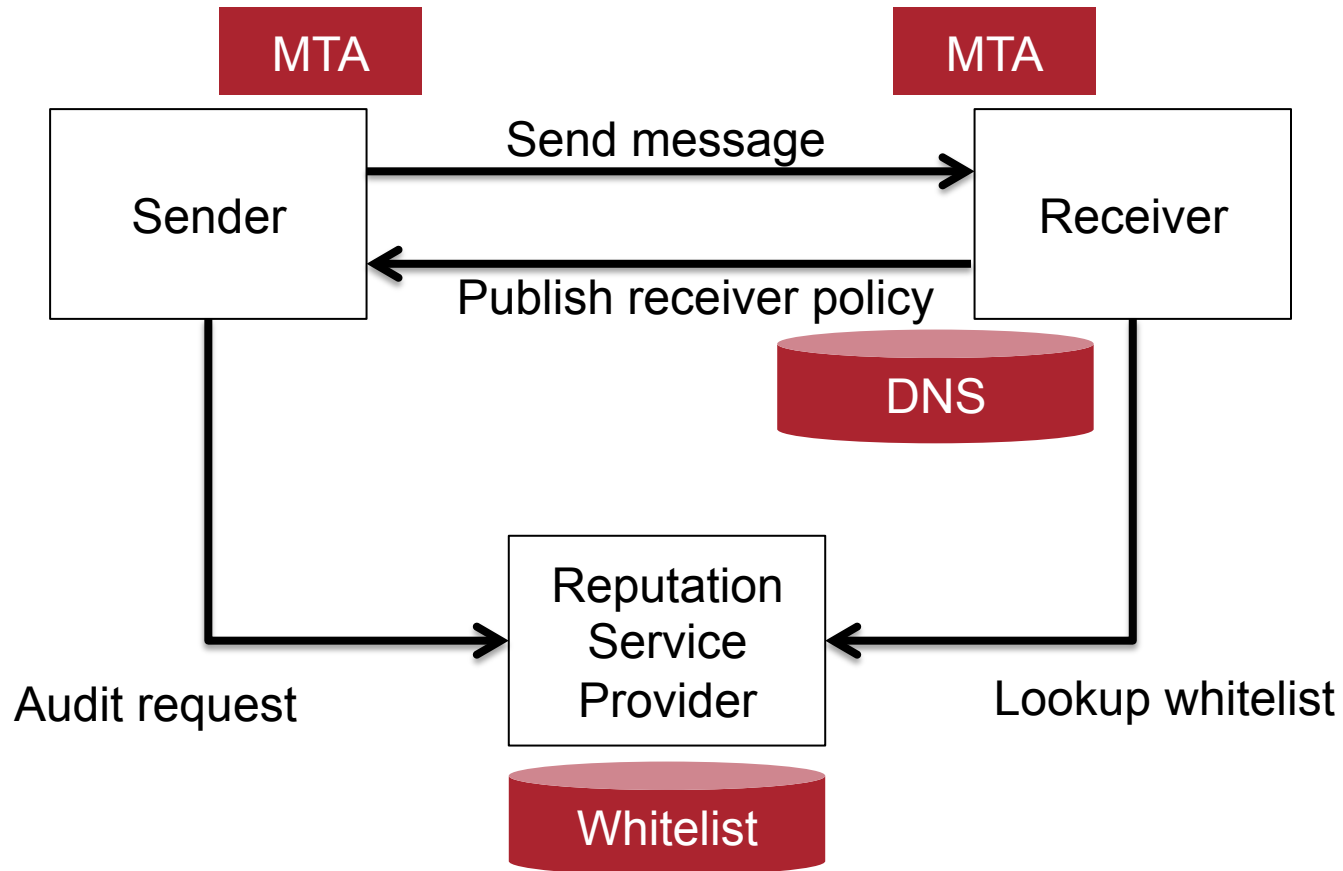 MTA
MTA
Send message
Sender
Receiver
Publish receiver policy
DNS
Reputation
Service
Provider
Audit request
Lookup whitelist
Whitelist